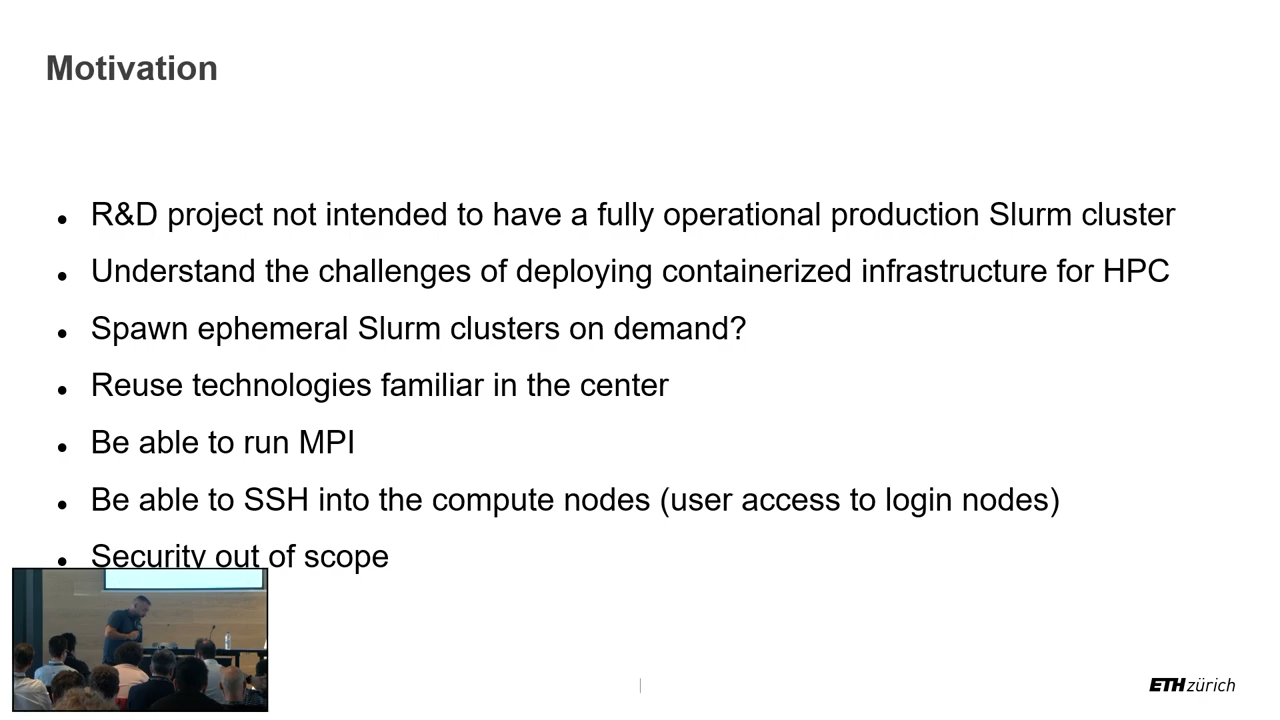 Motivation
R&D project not intended to have a fully operational production Slurm cluster
Understand the challenges of deploying containerized infrastructure for HPC
Spawn ephemeral Slurm clusters on demand?
Reuse technologies familiar in the center
Be able to run MPI
Be able to SSH into the compute nodes (user access to login nodes)
Security out of scope
ETH zürich